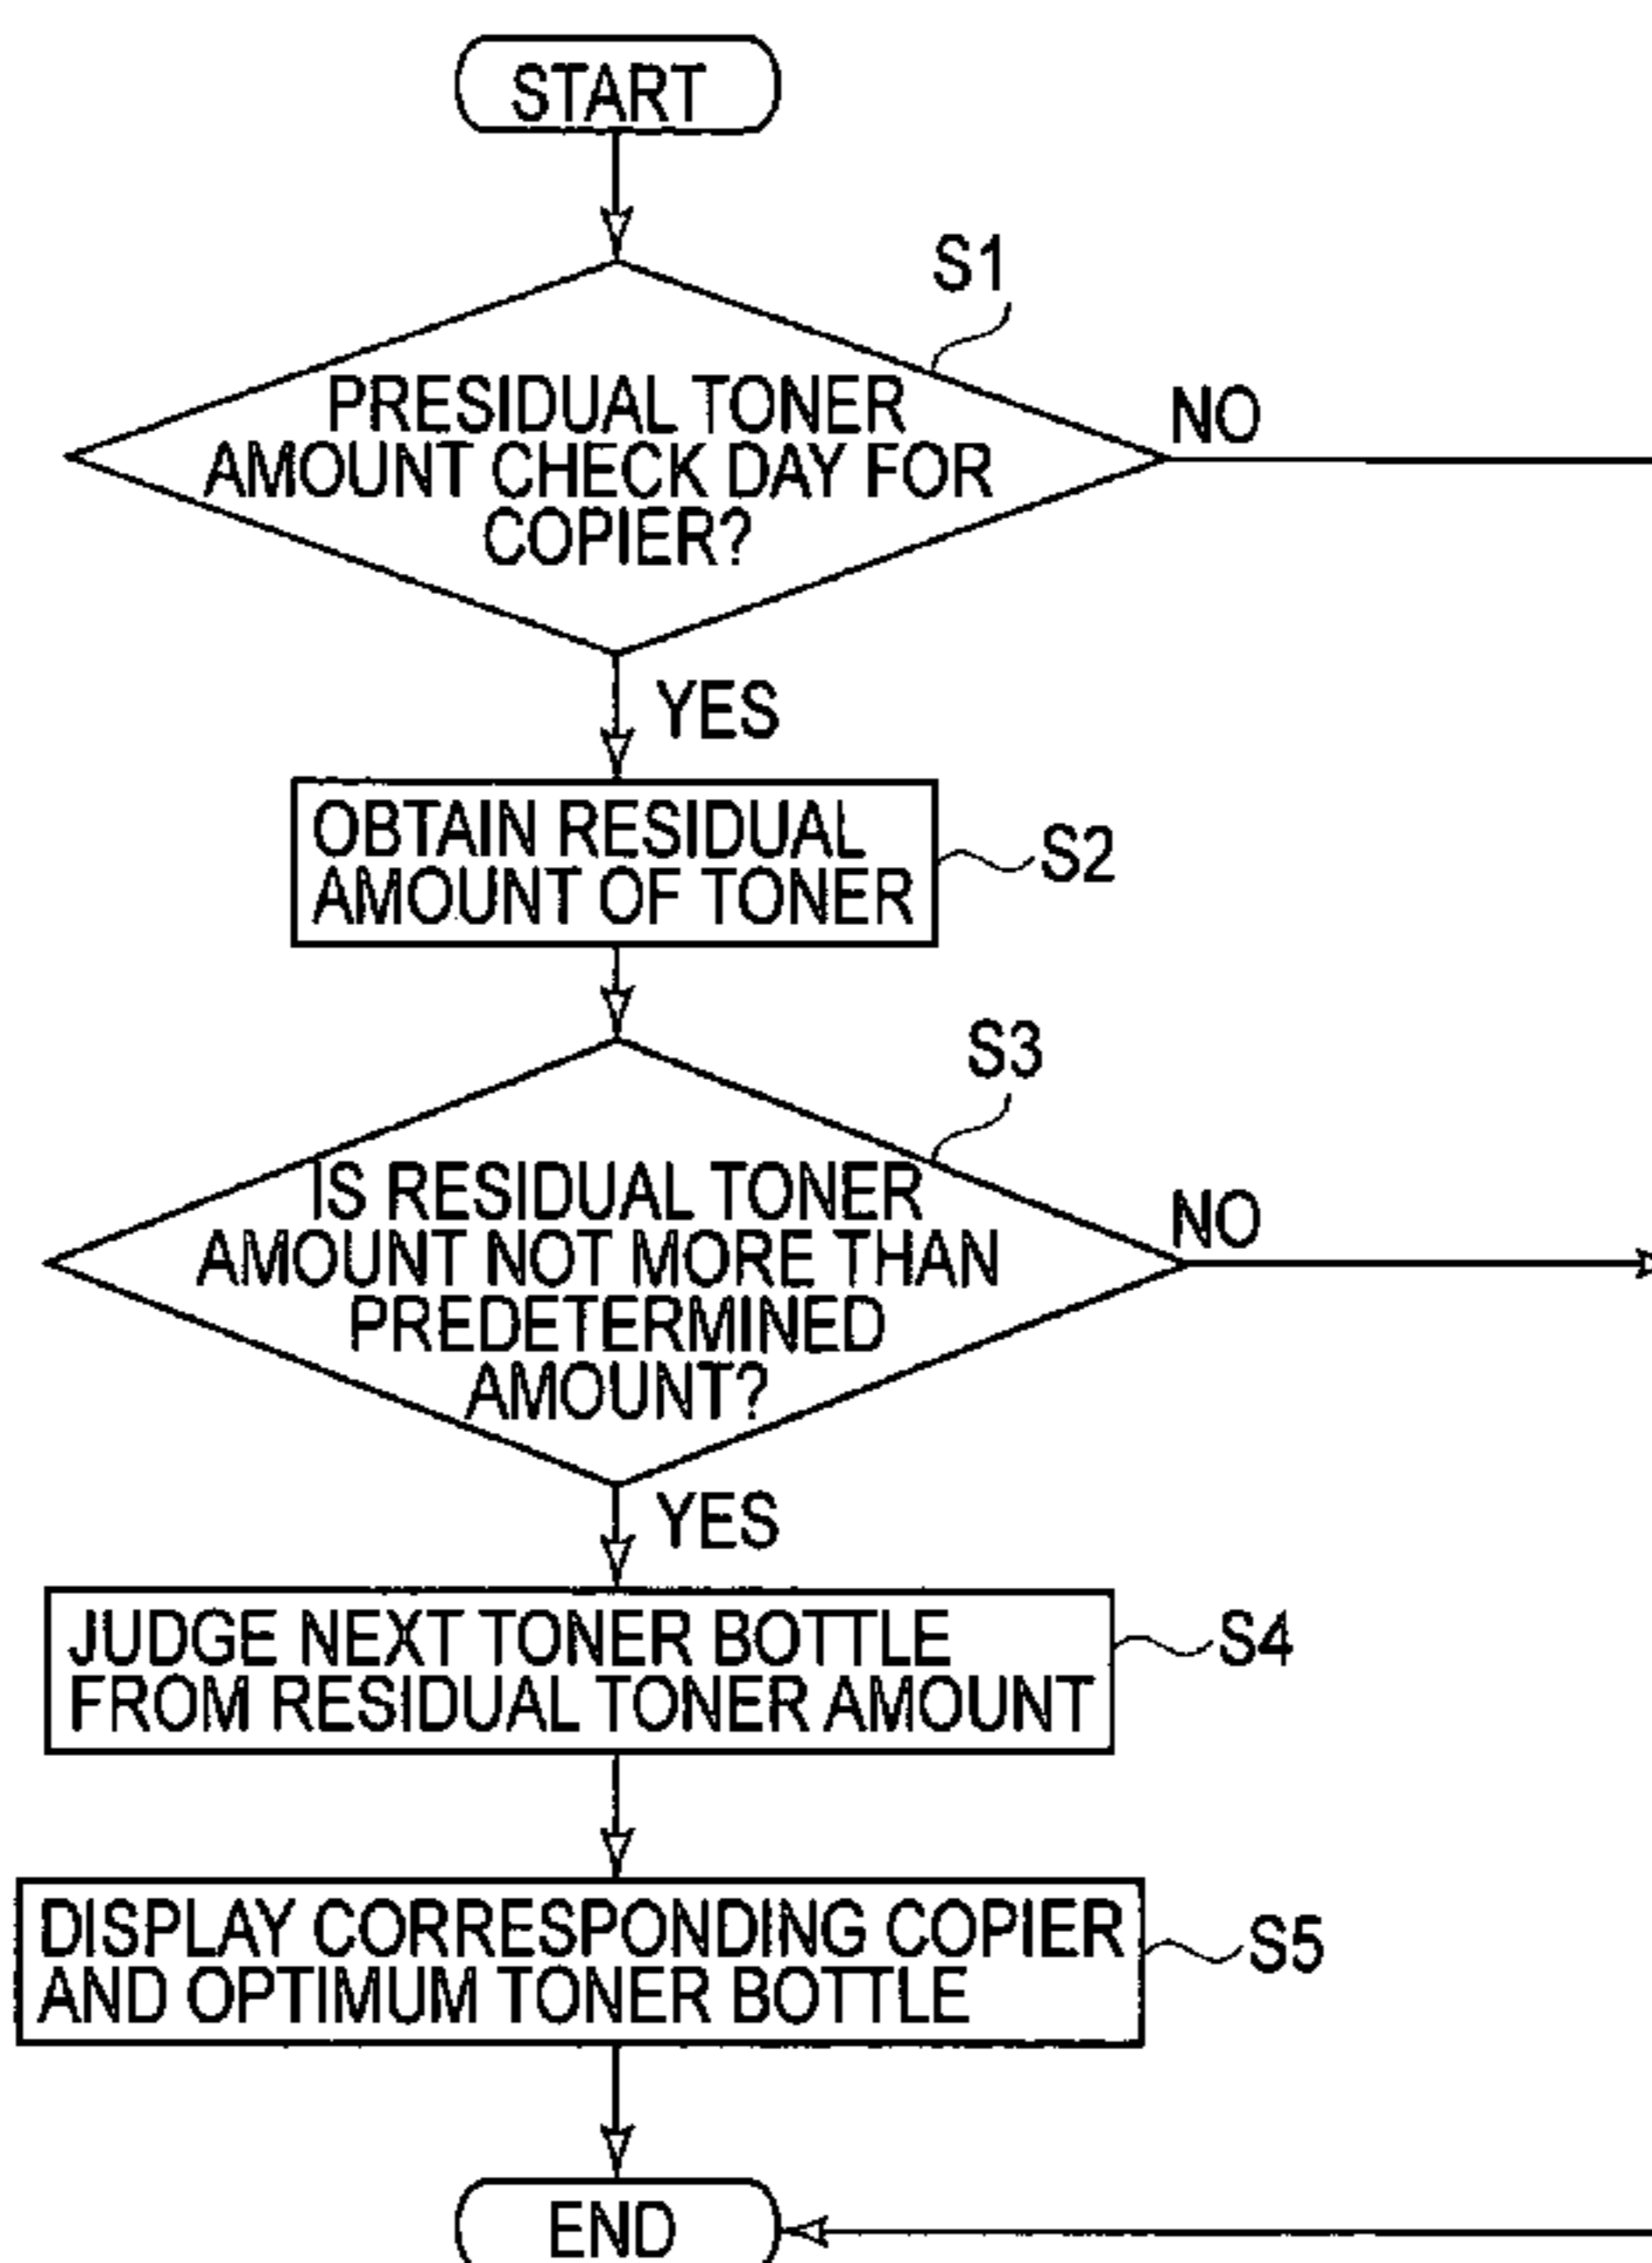 START
S1
PRESIDUAL TONER
AMOUNT CHECK DAY FOR
COPIER?
NO
YES
OBTAIN RESIDUAL
AMOUNT OF TONER
S2
S3
IS RESIDUAL TONER
AMOUNT NOT MORE THAN
PREDETERMINED
AMOUNT?
NO
YES
JUDGE NEXT TONER BOTTLE
FROM RESIDUAL TONER AMOUNT
S4
DISPLAY CORRESPONDING COPIER
AND OPTIMUM TONER BOTTLE
S5
END